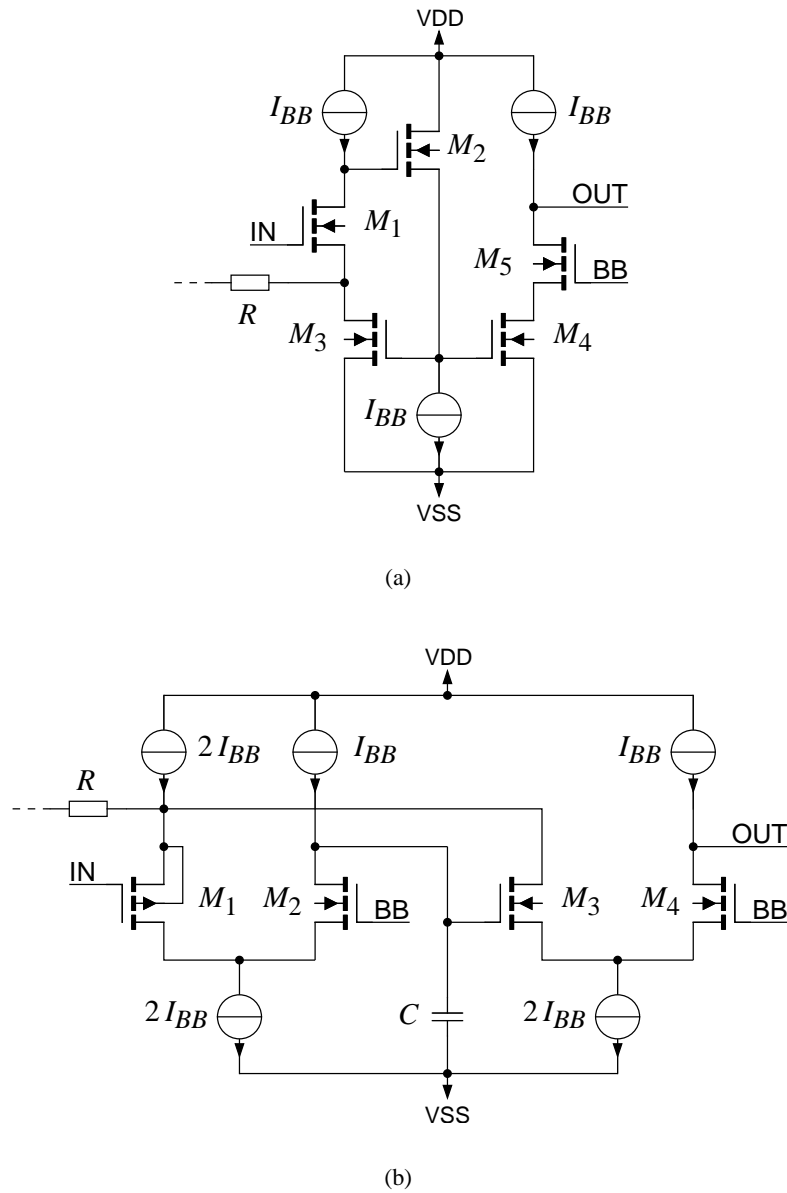 VDD
I_BB
I_BB
M_2
OUT
IN
M_1
M_5
BB
R
M_3
M_4
I_BB
VSS
(a)
VDD
2 I_BB
I_BB
I_BB
R
OUT
IN
M_1
M_2
BB
M_3
M_4
BB
2 I_BB
C
2 I_BB
VSS
(b)